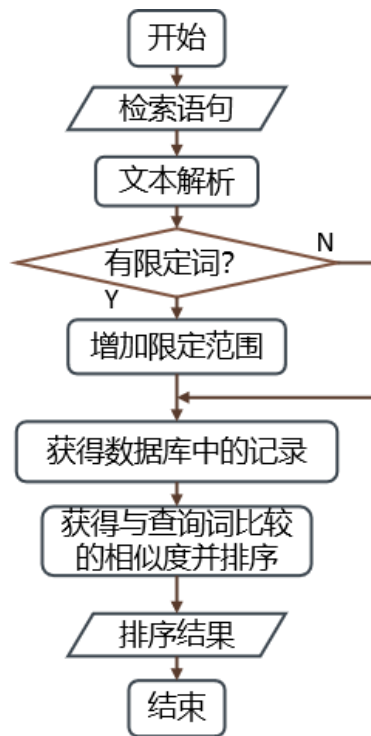 开始
检索语句
文本解析
有限定词?
N
Y
增加限定范围
获得数据库中的记录
获得与查询词比较
的相似度并排序
排序结果
结束